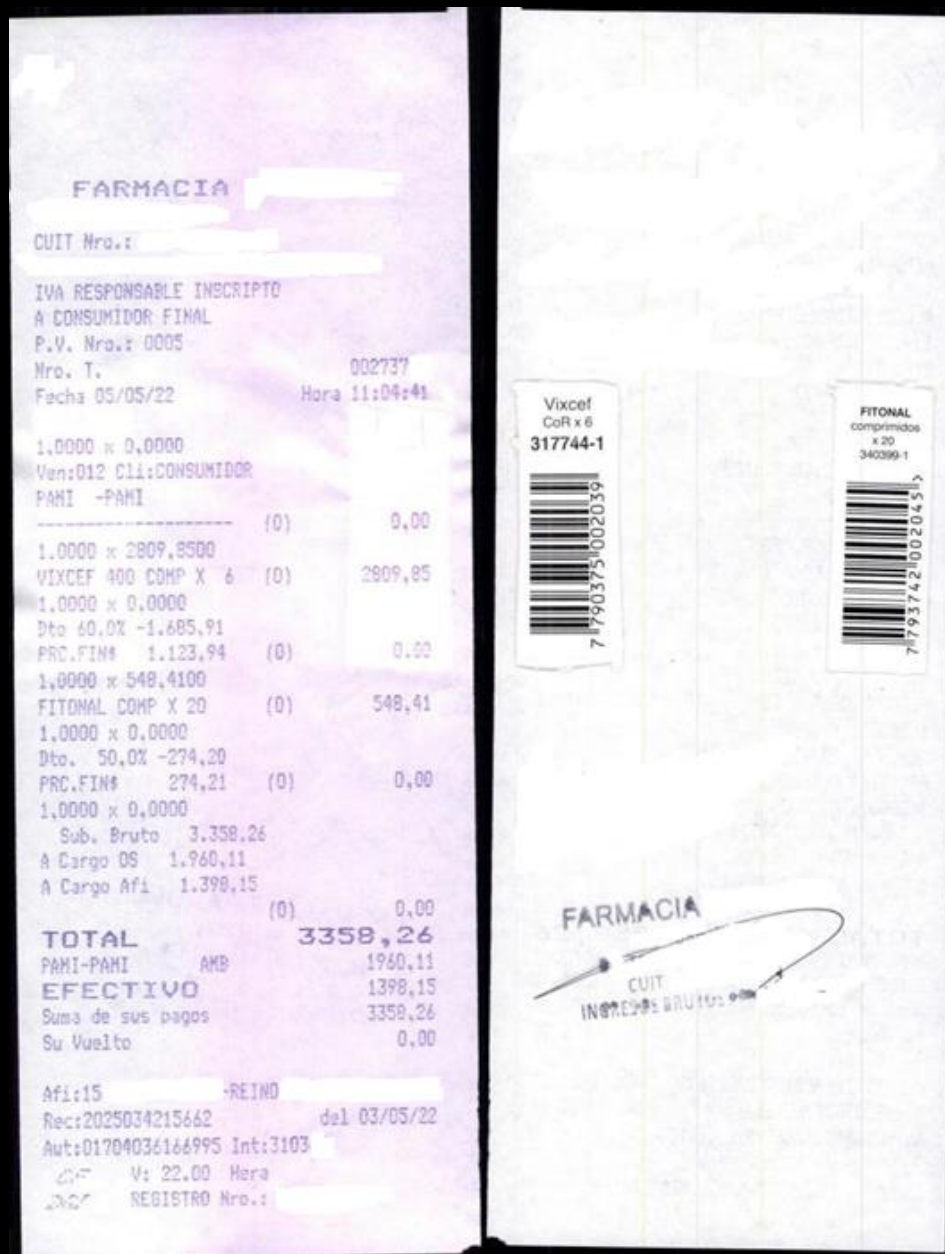 FARMACIA
CUIT Nro.:
IVA RESPONSABLE INSCRIPTO
A CONSUMIDOR FINAL
P.V. Nro.: 0005
Nro. T. 002737
Fecha 05/05/22 Hora 11:04:41
1.0000 x 0,0000
Ven:012 Cli:CONSUMIDOR
PAMI -PAMI
-------------------- (0) 0,00
1.0000 x 2809,8500
VIXCEF 400 COMP X 6 (0) 2809,85
1.0000 x 0,0000
Dto 60.0% -1.685,91
PRC.FIN$ 1.123,94 (0) 0.00
1,0000 x 548,4100
FITONAL COMP X 20 (0) 548,41
1.0000 x 0,0000
Dto. 50,0% -274,20
PRC.FIN$ 274,21 (0) 0,00
1,0000 x 0,0000
Sub. Bruto 3.358,26
A Cargo OS 1.960,11
A Cargo Afi 1.398,15
(0) 0,00
TOTAL 3358,26
PAMI-PAMI AMB 1960,11
EFECTIVO 1398,15
Suma de sus pagos 3358,26
Su Vuelto 0.00
Afi:15 -REINO
Rec:2025034215662 del 03/05/22
Aut:01704036166995 Int:3103
V: 22.00 Hera
REGISTRO Nro.:
Vixcef
CoR x 6
317744-1
7 790375 002039
FITONAL
comprimidos
x 20
340399-1
7 793742 002045 >
FARMACIA
CUIT
INGRESOS BRUTOS